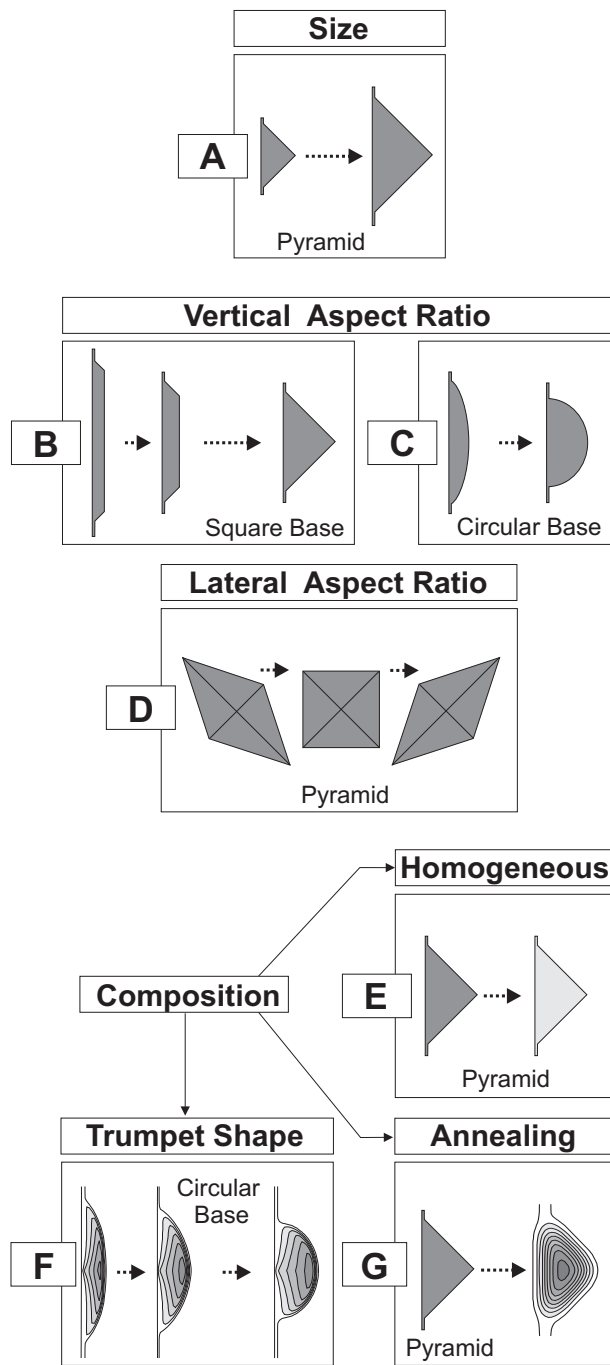 Size
A
Pyramid
Vertical Aspect Ratio
B
Square Base
C
Circular Base
Lateral Aspect Ratio
D
Pyramid
Homogeneous
Composition
E
Pyramid
Trumpet Shape
Annealing
Circular
Base
F
G
Pyramid